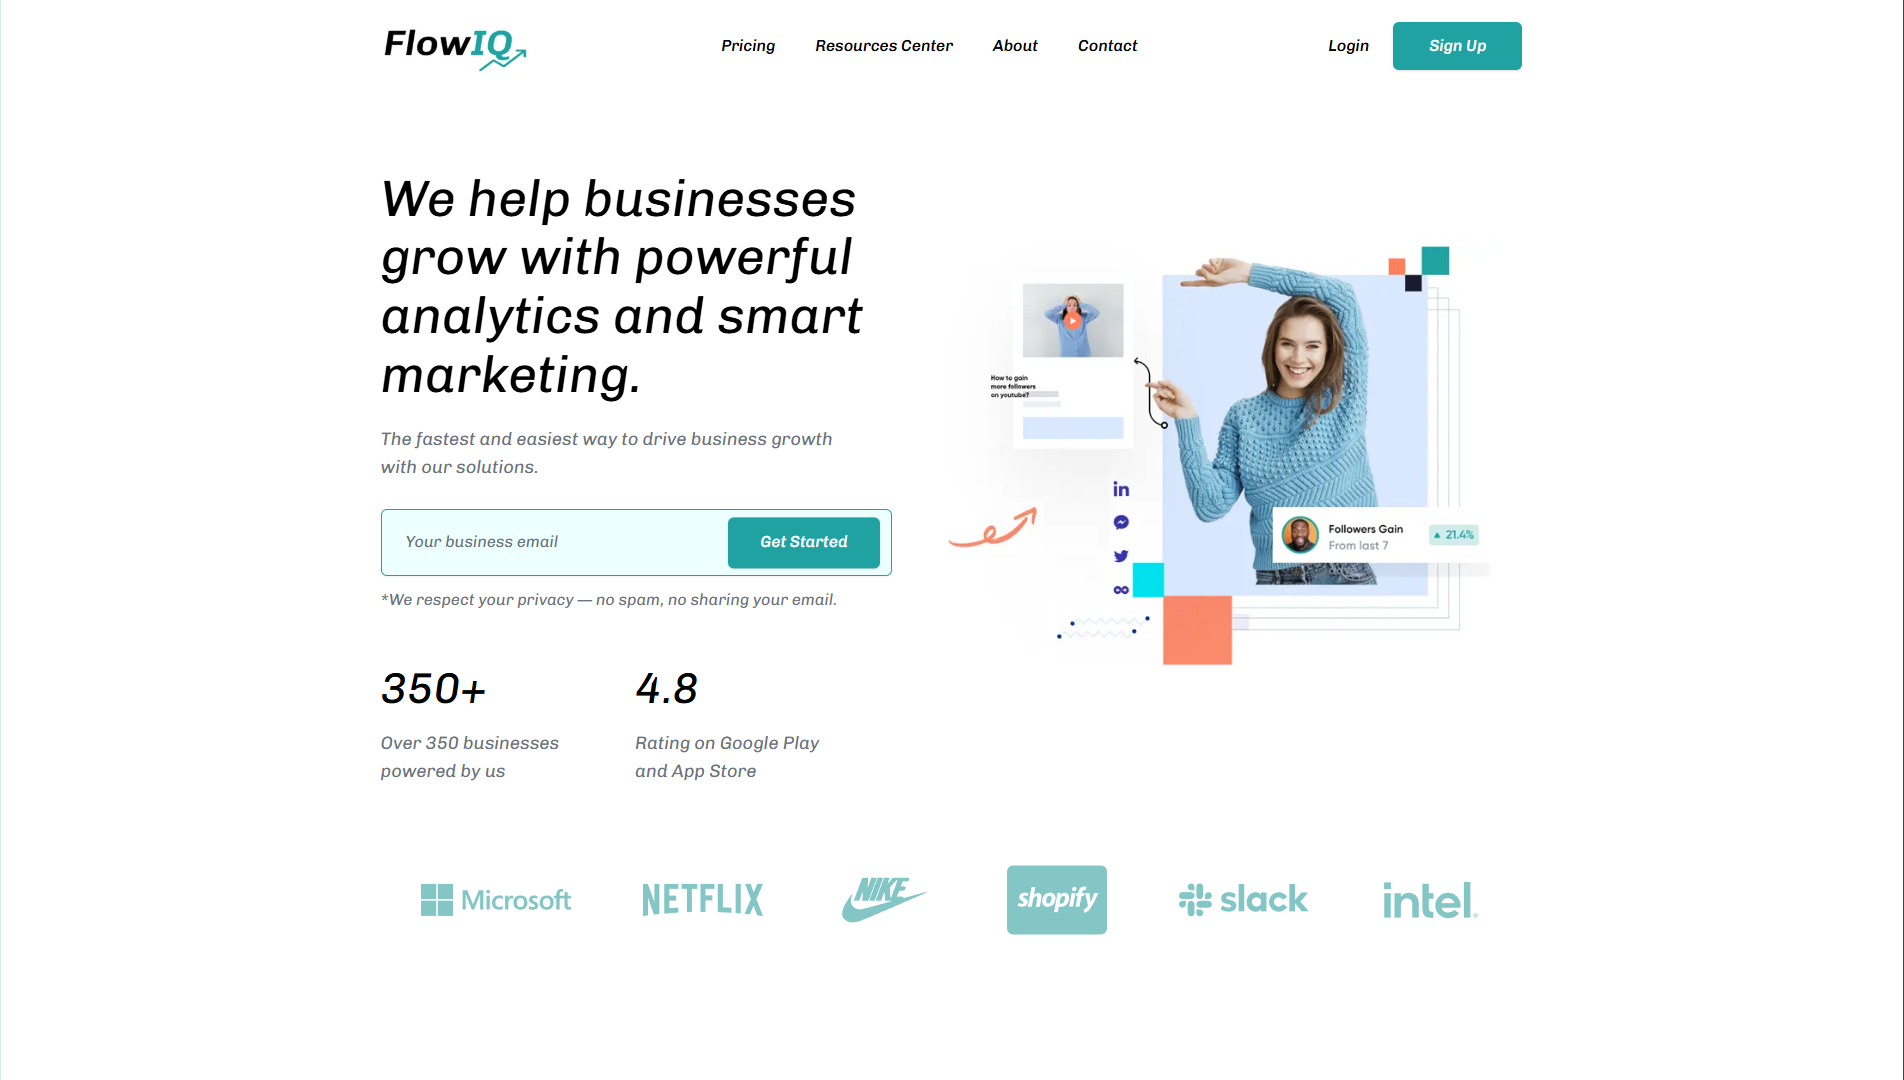 FlowIQ
Pricing
Resources Center
About
Contact
Login
Sign Up
We help businesses
grow with powerful
analytics and smart
marketing.
The fastest and easiest way to drive business growth
with our solutions.
Your business email
Get Started
*We respect your privacy — no spam, no sharing your email.
350+
Over 350 businesses
powered by us
4.8
Rating on Google Play
and App Store
How to gain
more followers
on youtube?
in
Followers Gain
From last 7
21.4%
Microsoft
NETFLIX
NIKE
shopify
slack
intel.